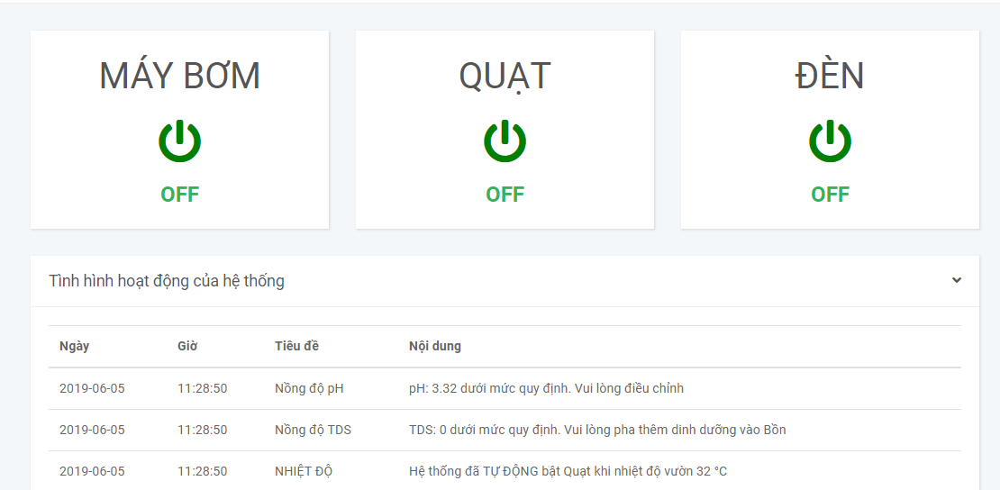 MÁY BƠM QUẠT ĐÈN
OFF OFF OFF
Tình hình hoạt động của hệ thống
Ngày Giờ Tiêu đề Nội dung
2019-06-05 11:28:50 Nồng độ pH pH: 3.32 dưới mức quy định. Vui lòng điều chỉnh
2019-06-05 11:28:50 Nồng độ TDS TDS: 0 dưới mức quy định. Vui lòng pha thêm dinh dưỡng vào Bồn
2019-06-05 11:28:50 NHIỆT ĐỘ Hệ thống đã TỰ ĐỘNG bật Quạt khi nhiệt độ vườn 32 °C